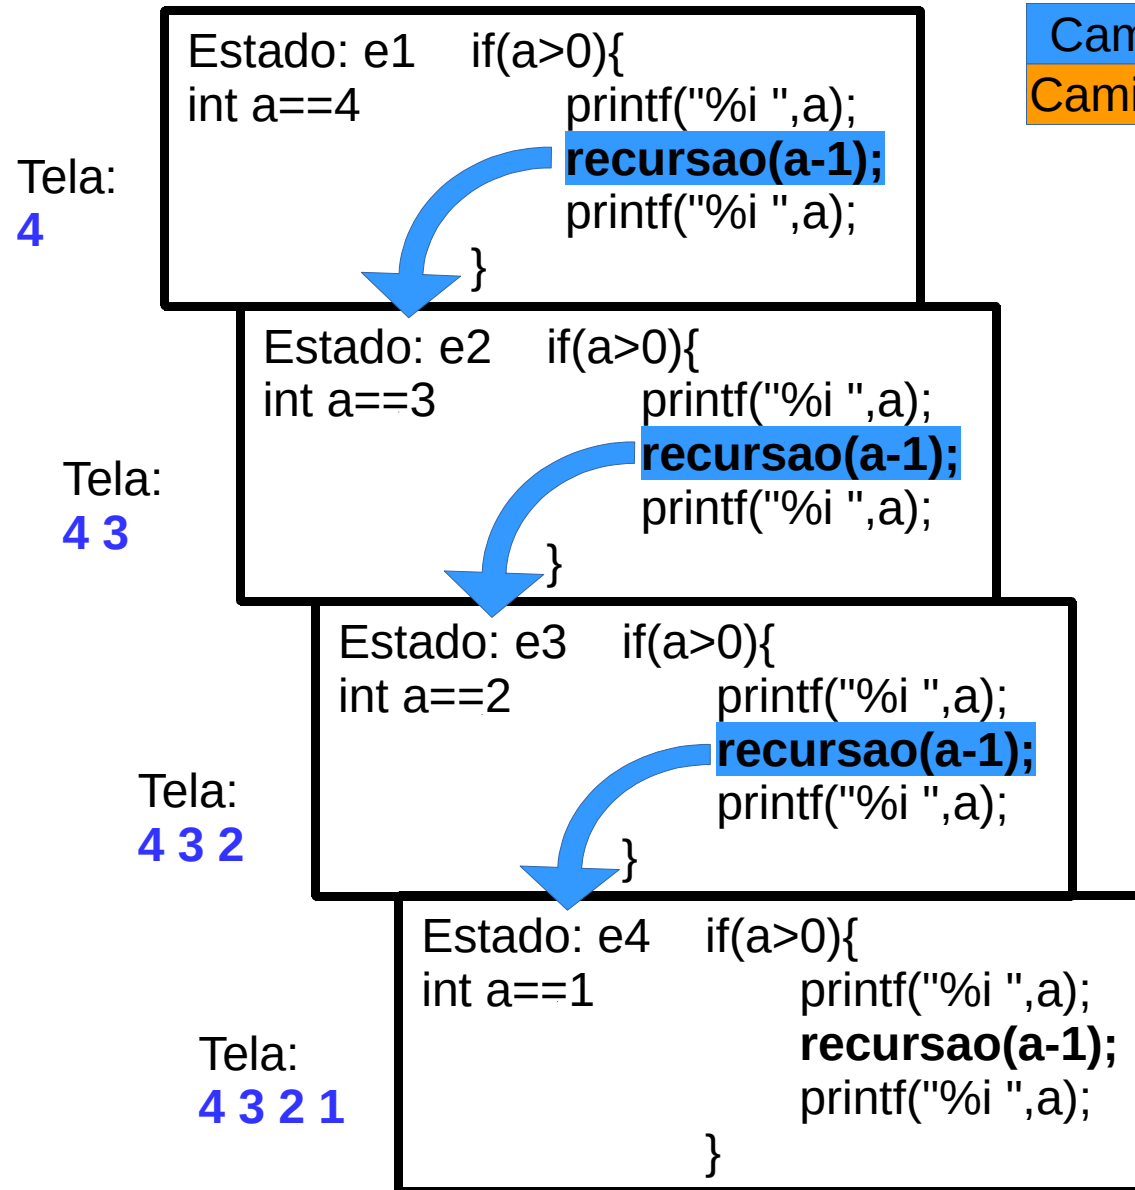 Estado: e1 if(a>0){
int a==4 printf("%i ",a);
recursao(a-1);
printf("%i ",a);
}
Tela:
4
Estado: e2 if(a>0){
int a==3 printf("%i ",a);
recursao(a-1);
printf("%i ",a);
}
Tela:
4 3
Estado: e3 if(a>0){
int a==2 printf("%i ",a);
recursao(a-1);
printf("%i ",a);
}
Tela:
4 3 2
Estado: e4 if(a>0){
int a==1 printf("%i ",a);
recursao(a-1);
printf("%i ",a);
}
Tela:
4 3 2 1